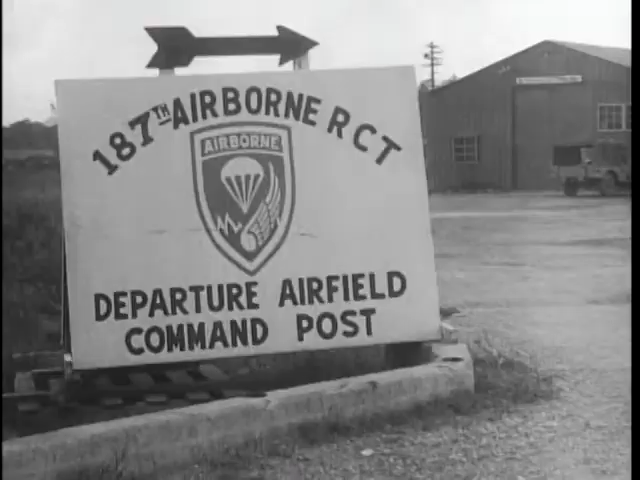 187TH AIRBORNE RCT
AIRBORNE
DEPARTURE AIRFIELD
COMMAND POST